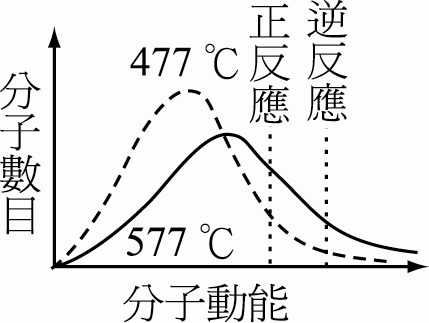 477 ℃
正反應
逆反應
分子數目
577 ℃
分子動能